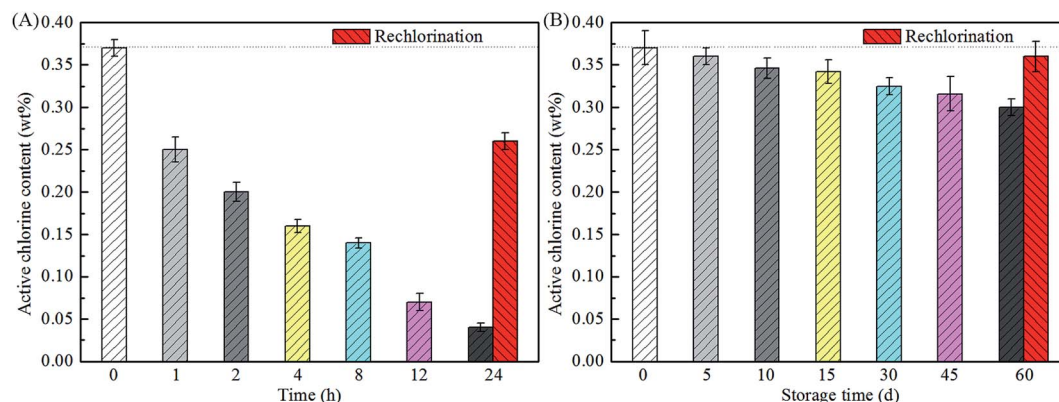 (A)
Active chlorine content (wt%)
0.40
0.35
0.30
0.25
0.20
0.15
0.10
0.05
0.00
Rechlorination
0 1 2 4 8 12 24
Time (h)
(B)
Active chlorine content (wt%)
0.40
0.35
0.30
0.25
0.20
0.15
0.10
0.05
0.00
Rechlorination
0 5 10 15 30 45 60
Storage time (d)